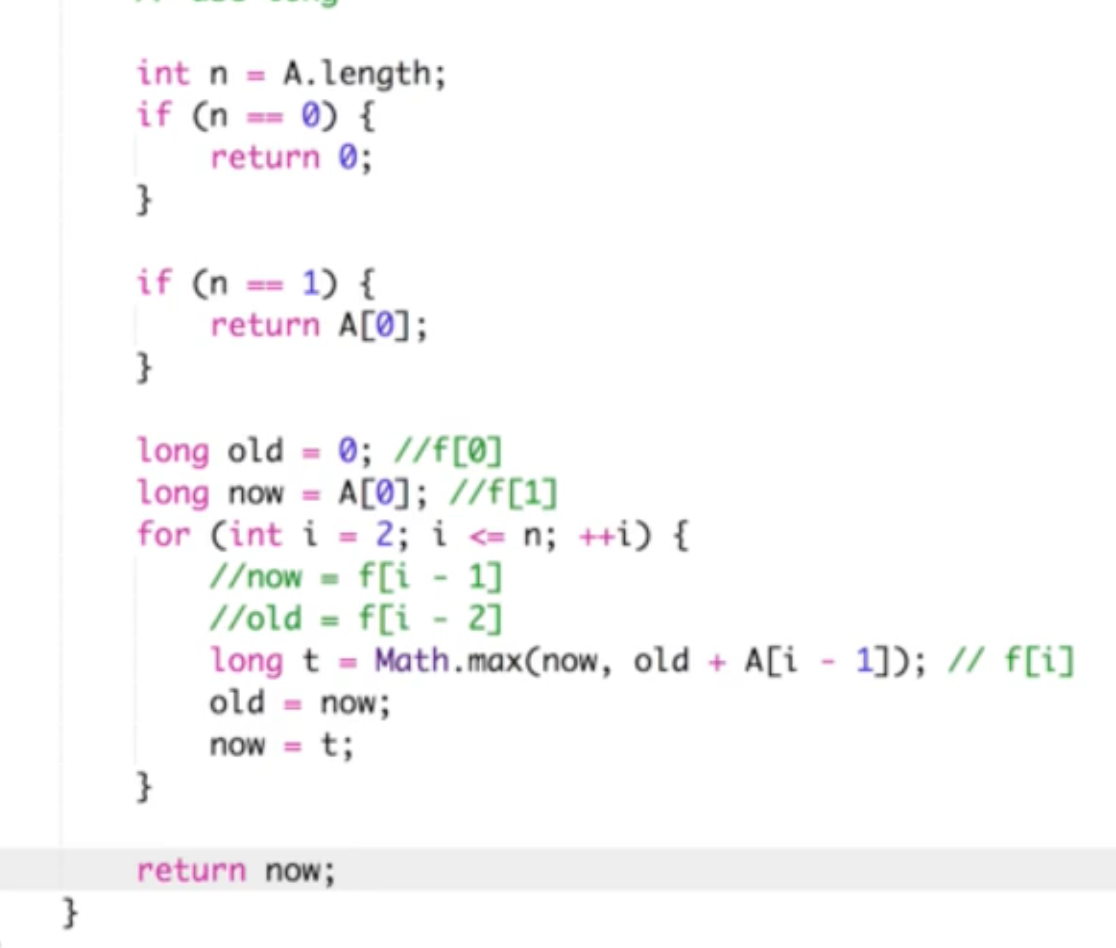 int n = A.length;
if (n == 0) {
return 0;
}
if (n == 1) {
return A[0];
}
long old = 0; //f[0]
long now = A[0]; //f[1]
for (int i = 2; i <= n; ++i) {
//now = f[i - 1]
//old = f[i - 2]
long t = Math.max(now, old + A[i - 1]); // f[i]
old = now;
now = t;
}
return now;
}